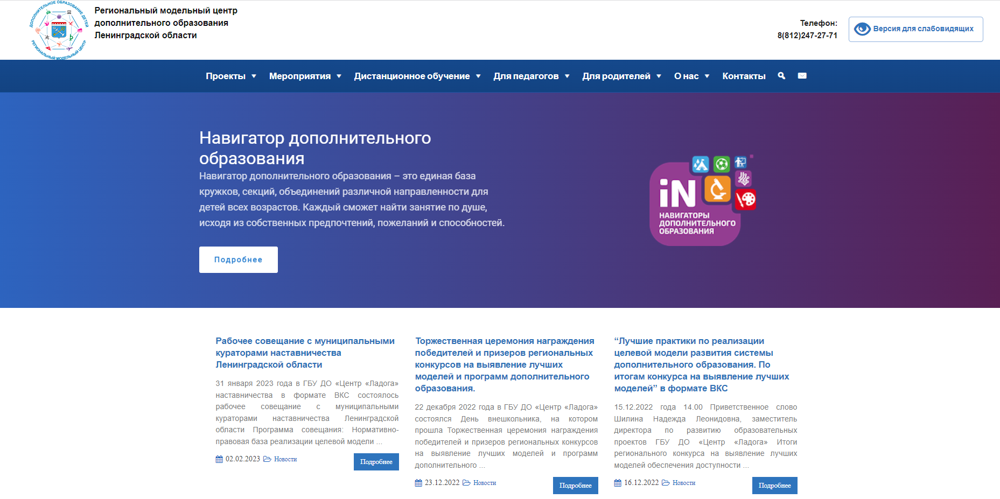 ДОПОЛНИТЕЛЬНОЕ ОБРАЗОВАНИЕ ДЕТЕЙ
РЕГИОНАЛЬНЫЙ МОДЕЛЬНЫЙ ЦЕНТР
Региональный модельный центр
дополнительного образования
Ленинградской области
Телефон:
8(812)247-27-71
Версия для слабовидящих
Проекты Мероприятия Дистанционное обучение Для педагогов Для родителей О нас Контакты
Навигатор дополнительного
образования
Навигатор дополнительного образования – это единая база
кружков, секций, объединений различной направленности для
детей всех возрастов. Каждый сможет найти занятие по душе,
исходя из собственных предпочтений, пожеланий и способностей.
Подробнее
iN
НАВИГАТОРЫ
ДОПОЛНИТЕЛЬНОГО
ОБРАЗОВАНИЯ
Рабочее совещание с муниципальными
кураторами наставничества
Ленинградской области
31 января 2023 года в ГБУ ДО «Центр «Ладога»
наставничества в формате ВКС состоялось
рабочее совещание с муниципальными
кураторами наставничества Ленинградской
области Программа совещания: Нормативно-
правовая база реализации целевой модели ...
02.02.2023 Новости
Подробнее
Торжественная церемония награждения
победителей и призеров региональных
конкурсов на выявление лучших
моделей и программ дополнительного
образования.
22 декабря 2022 года в ГБУ ДО «Центр «Ладога»
состоялся День внешкольника, на котором
прошла Торжественная церемония награждения
победителей и призеров региональных конкурсов
на выявление лучших моделей и программ
дополнительного ...
23.12.2022 Новости
Подробнее
“Лучшие практики по реализации
целевой модели развития системы
дополнительного образования. По
итогам конкурса на выявление лучших
моделей” в формате ВКС
15.12.2022 года 14.00 Приветственное слово
Шилина Надежда Леонидовна, заместитель
директора по развитию образовательных
проектов ГБУ ДО «Центр «Ладога» Итоги
регионального конкурса на выявление лучших
моделей обеспечения доступности ...
16.12.2022 Новости
Подробнее